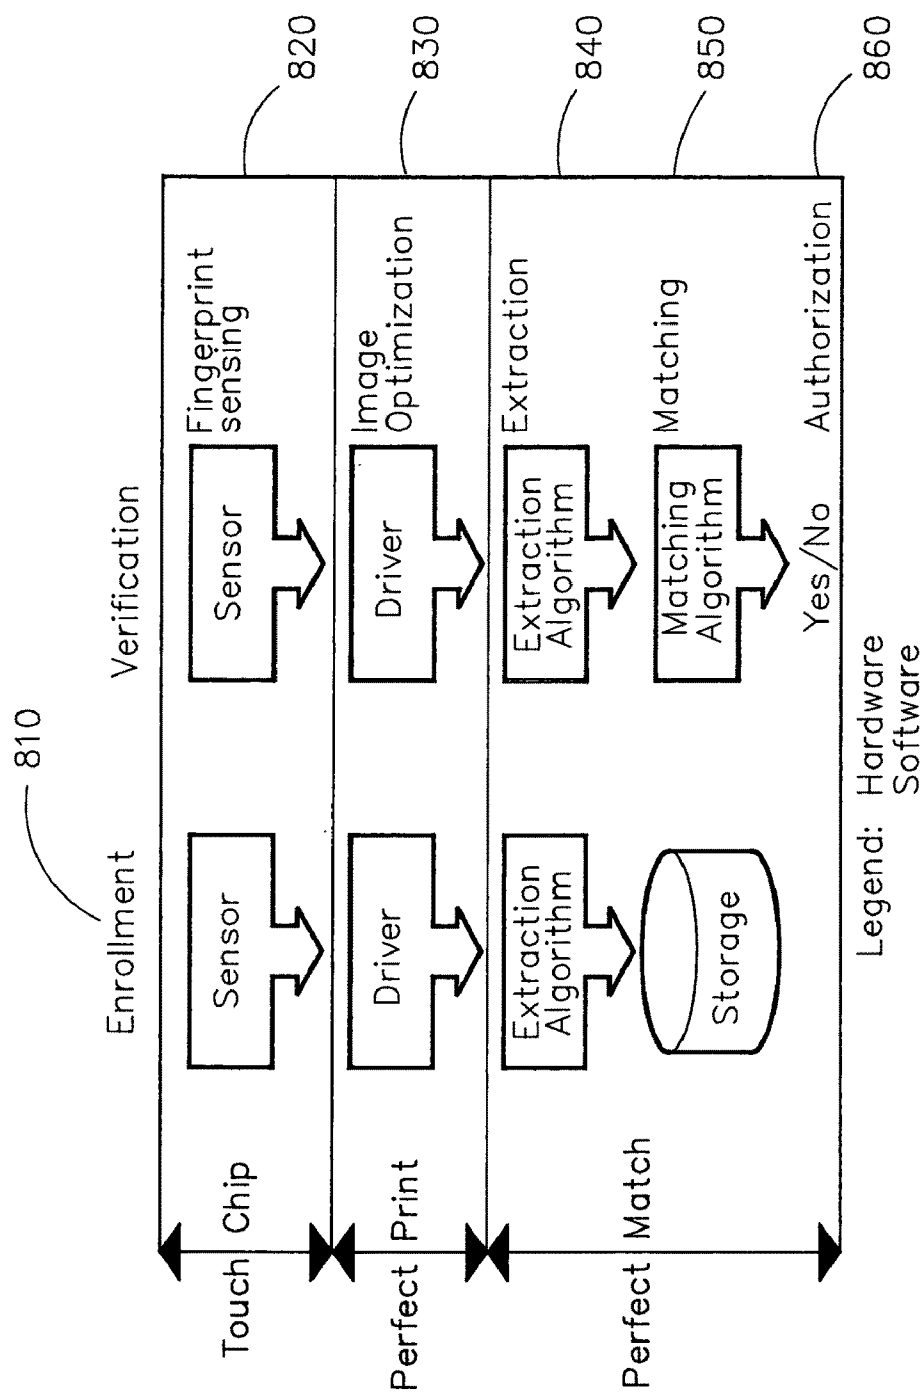 810
Enrollment
Verification
Touch Chip
Sensor
Sensor
Fingerprint
sensing
820
Perfect Print
Driver
Driver
Image
Optimization
830
Perfect Match
Extraction
Algorithm
Extraction
Algorithm
Extraction
840
Storage
Matching
Algorithm
Matching
850
Yes/No
Authorization
860
Legend: Hardware
Software